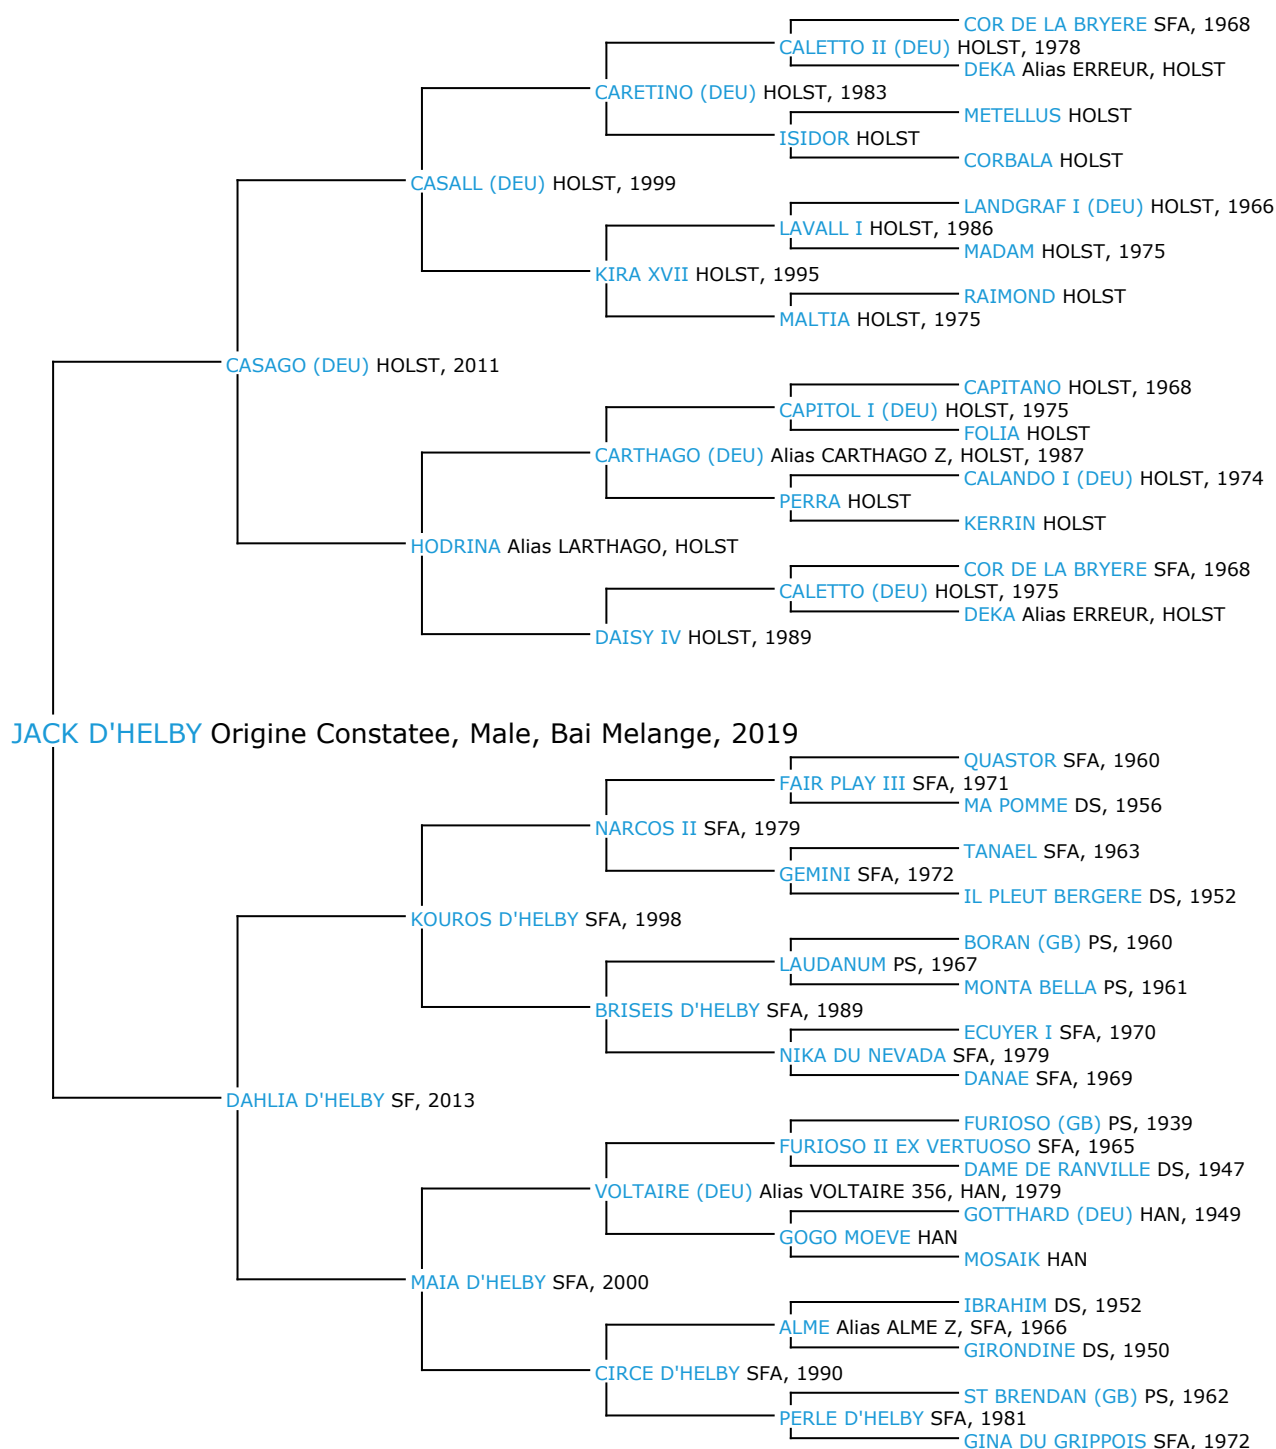 COR DE LA BRYERE SFA, 1968
CALETTO II (DEU) HOLST, 1978
DEKA Alias ERREUR, HOLST
CARETINO (DEU) HOLST, 1983
METELLUS HOLST
ISIDOR HOLST
CORBALA HOLST
CASALL (DEU) HOLST, 1999
LANDGRAF I (DEU) HOLST, 1966
LAVALL I HOLST, 1986
MADAM HOLST, 1975
KIRA XVII HOLST, 1995
RAIMOND HOLST
MALTIA HOLST, 1975
CASAGO (DEU) HOLST, 2011
CAPITANO HOLST, 1968
CAPITOL I (DEU) HOLST, 1975
FOLIA HOLST
CARTHAGO (DEU) Alias CARTHAGO Z, HOLST, 1987
CALANDO I (DEU) HOLST, 1974
PERRA HOLST
KERRIN HOLST
HODRINA Alias LARTHAGO, HOLST
COR DE LA BRYERE SFA, 1968
CALETTO (DEU) HOLST, 1975
DEKA Alias ERREUR, HOLST
DAISY IV HOLST, 1989
JACK D'HELBY Origine Constatee, Male, Bai Melange, 2019
QUASTOR SFA, 1960
FAIR PLAY III SFA, 1971
MA POMME DS, 1956
NARCOS II SFA, 1979
TANAEL SFA, 1963
GEMINI SFA, 1972
IL PLEUT BERGERE DS, 1952
KOUROS D'HELBY SFA, 1998
BORAN (GB) PS, 1960
LAUDANUM PS, 1967
MONTA BELLA PS, 1961
BRISEIS D'HELBY SFA, 1989
ECUYER I SFA, 1970
NIKA DU NEVADA SFA, 1979
DANAE SFA, 1969
DAHLIA D'HELBY SF, 2013
FURIOSO (GB) PS, 1939
FURIOSO II EX VERTUOSO SFA, 1965
DAME DE RANVILLE DS, 1947
VOLTAIRE (DEU) Alias VOLTAIRE 356, HAN, 1979
GOTTHARD (DEU) HAN, 1949
GOGO MOEVE HAN
MOSAIK HAN
MAIA D'HELBY SFA, 2000
IBRAHIM DS, 1952
ALME Alias ALME Z, SFA, 1966
GIRONDINE DS, 1950
CIRCE D'HELBY SFA, 1990
ST BRENDAN (GB) PS, 1962
PERLE D'HELBY SFA, 1981
GINA DU GRIPPOIS SFA, 1972